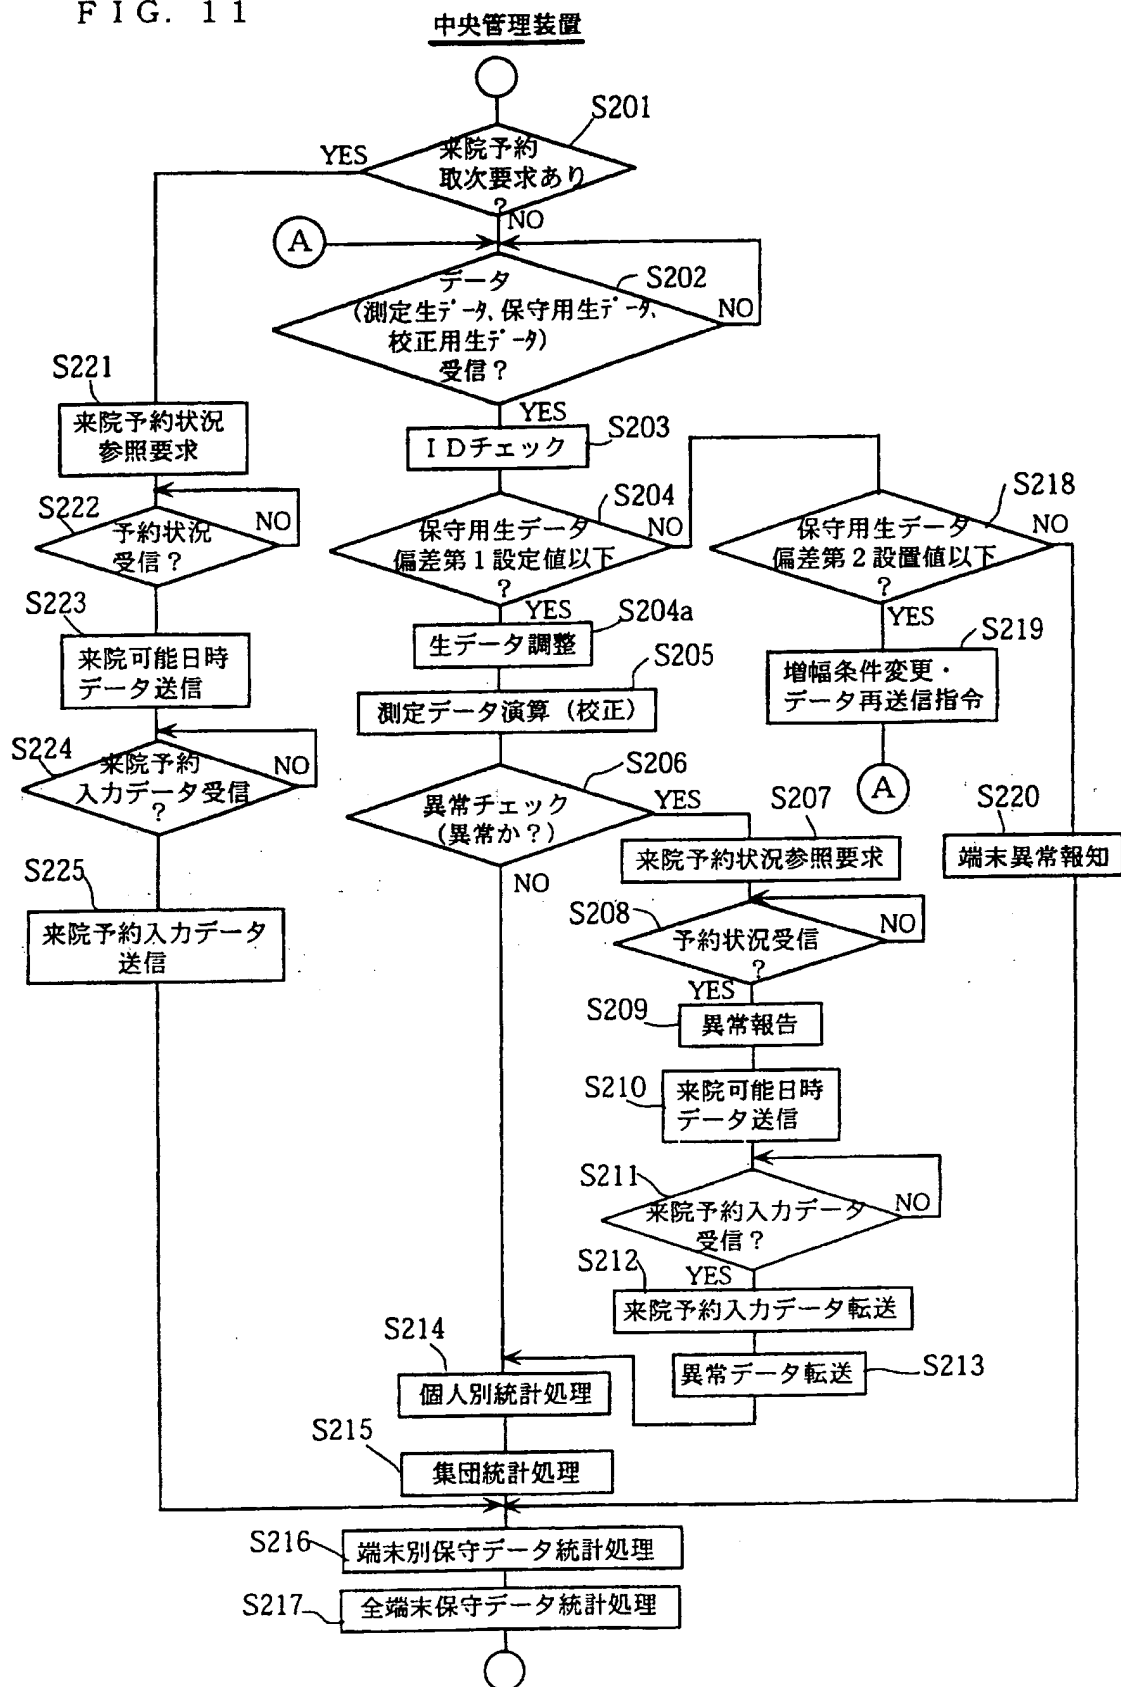 FIG. 11
中央管理装置
S201
来院予約
取次要求あり
?
YES
NO
A
S202
データ
(測定生データ、保守用生データ、
校正用生データ)
受信?
NO
YES
S203
IDチェック
S204
保守用生データ
偏差第1設定値以下
?
NO
YES
S204a
生データ調整
S205
測定データ演算(校正)
S206
異常チェック
(異常か?)
YES
NO
S207
来院予約状況参照要求
S208
予約状況受信
?
NO
YES
S209
異常報告
S210
来院可能日時
データ送信
S211
来院予約入力データ
受信?
NO
YES
S212
来院予約入力データ転送
S213
異常データ転送
S214
個人別統計処理
S215
集団統計処理
S216
端末別保守データ統計処理
S217
全端末保守データ統計処理
S218
保守用生データ
偏差第2設置値以下
?
NO
YES
S219
増幅条件変更・
データ再送信指令
A
S220
端末異常報知
S221
来院予約状況
参照要求
S222
予約状況
受信?
NO
S223
来院可能日時
データ送信
S224
来院予約
入力データ受信
?
NO
S225
来院予約入力データ
送信